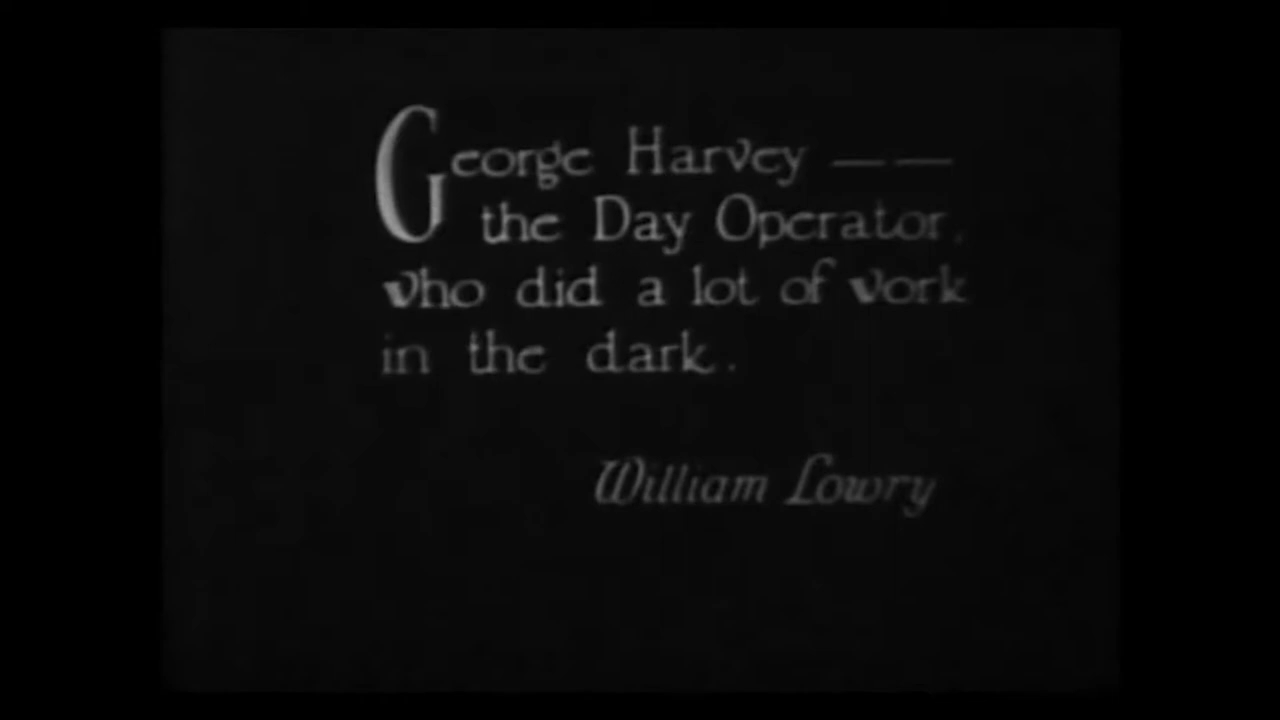 George Harvey — —
the Day Operator,
who did a lot of work
in the dark.
William Lowry